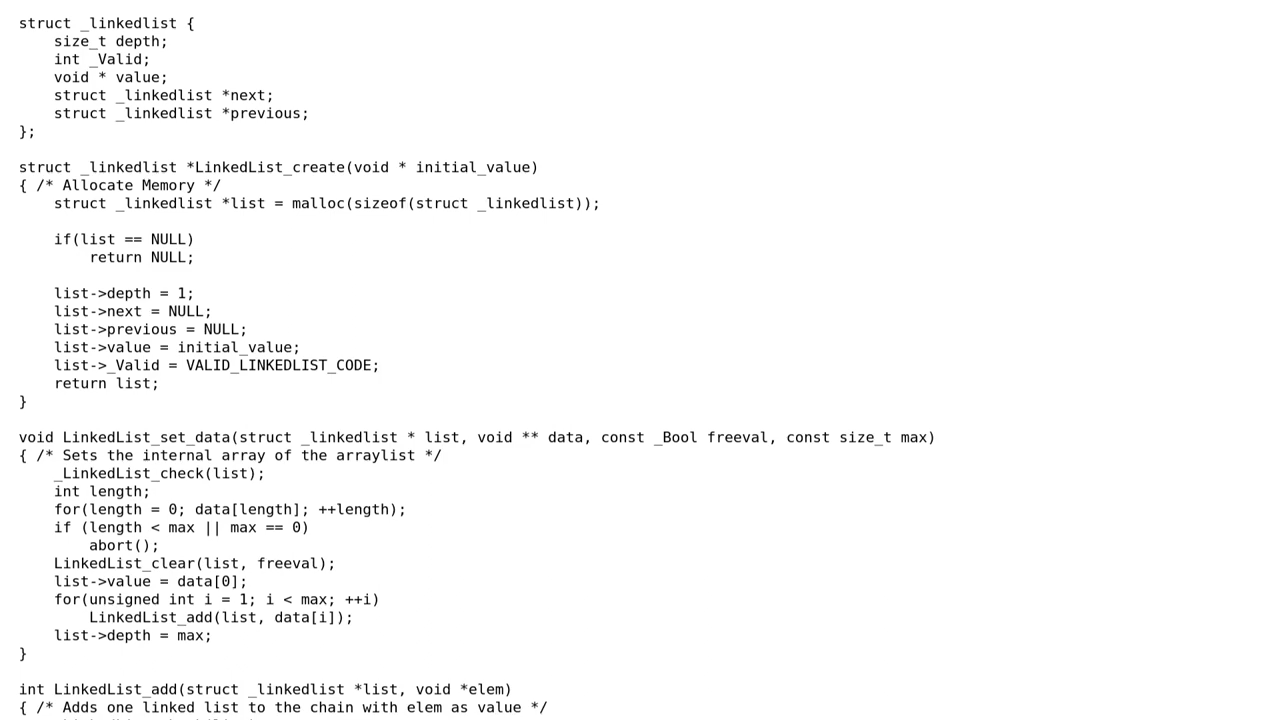 struct _linkedlist {
    size_t depth;
    int _Valid;
    void * value;
    struct _linkedlist *next;
    struct _linkedlist *previous;
};

struct _linkedlist *LinkedList_create(void * initial_value)
{ /* Allocate Memory */
    struct _linkedlist *list = malloc(sizeof(struct _linkedlist));

    if(list == NULL)
        return NULL;

    list->depth = 1;
    list->next = NULL;
    list->previous = NULL;
    list->value = initial_value;
    list->_Valid = VALID_LINKEDLIST_CODE;
    return list;
}

void LinkedList_set_data(struct _linkedlist * list, void ** data, const _Bool freeval, const size_t max)
{ /* Sets the internal array of the arraylist */
    _LinkedList_check(list);
    int length;
    for(length = 0; data[length]; ++length);
    if (length < max || max == 0)
        abort();
    LinkedList_clear(list, freeval);
    list->value = data[0];
    for(unsigned int i = 1; i < max; ++i)
        LinkedList_add(list, data[i]);
    list->depth = max;
}

int LinkedList_add(struct _linkedlist *list, void *elem)
{ /* Adds one linked list to the chain with elem as value */